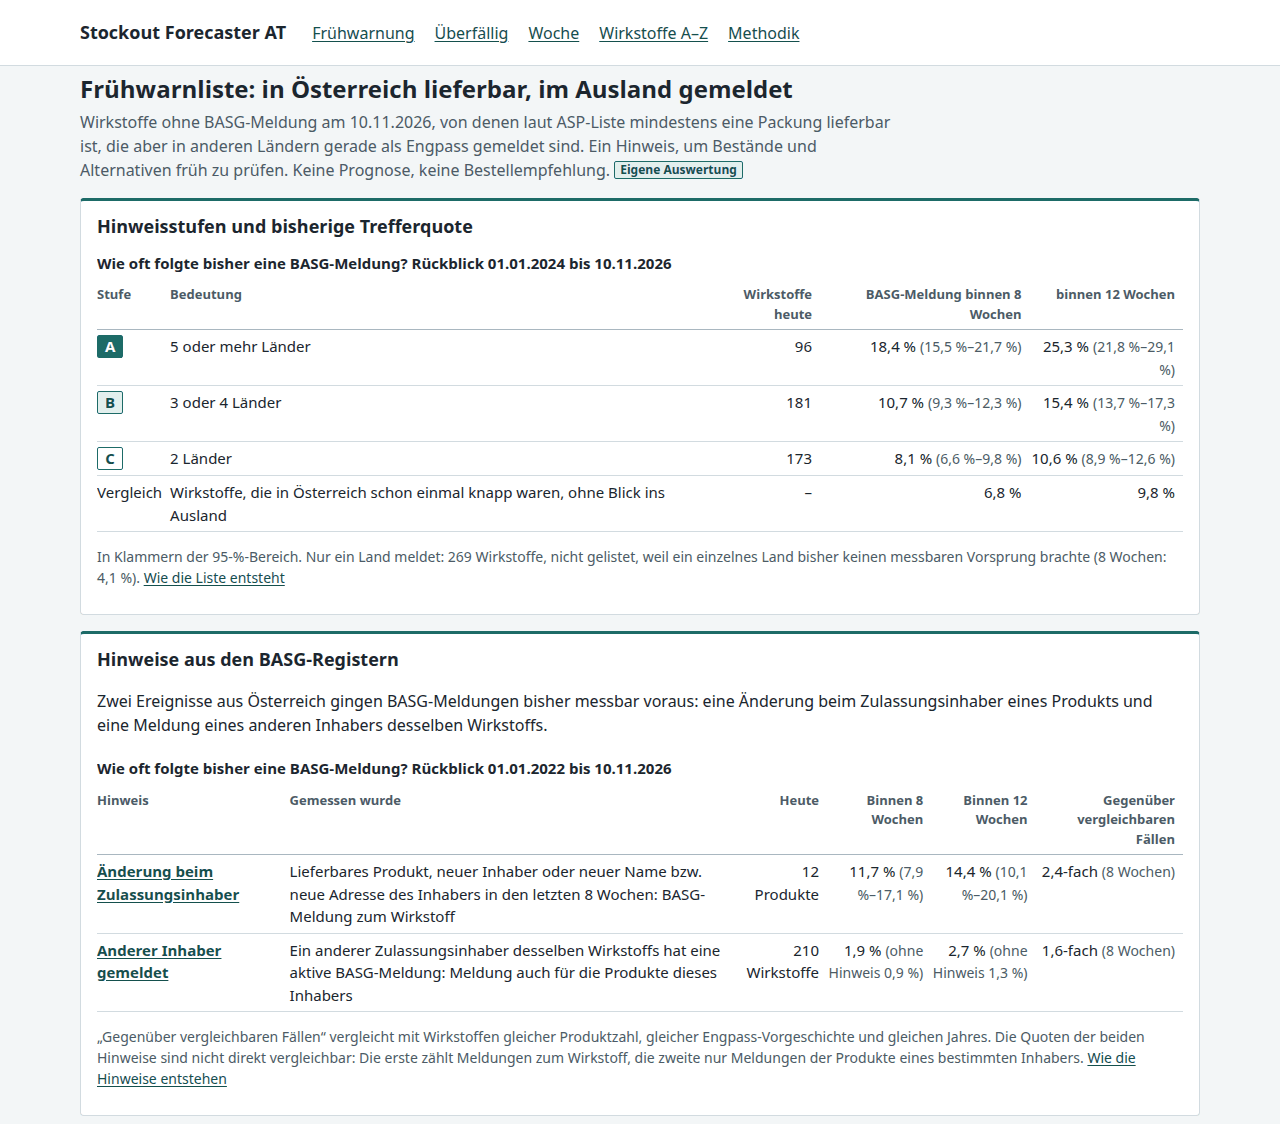 Stockout Forecaster AT Frühwarnung Überfällig Woche Wirkstoffe A–Z Methodik
Frühwarnliste: in Österreich lieferbar, im Ausland gemeldet
Wirkstoffe ohne BASG-Meldung am 10.11.2026, von denen laut ASP-Liste mindestens eine Packung lieferbar
ist, die aber in anderen Ländern gerade als Engpass gemeldet sind. Ein Hinweis, um Bestände und
Alternativen früh zu prüfen. Keine Prognose, keine Bestellempfehlung. Eigene Auswertung
Hinweisstufen und bisherige Trefferquote
Wie oft folgte bisher eine BASG-Meldung? Rückblick 01.01.2024 bis 10.11.2026
Stufe Bedeutung Wirkstoffe BASG-Meldung binnen 8 binnen 12 Wochen
heute Wochen
A 5 oder mehr Länder 96 18,4 % (15,5 %–21,7 %) 25,3 % (21,8 %–29,1
%)
B 3 oder 4 Länder 181 10,7 % (9,3 %–12,3 %) 15,4 % (13,7 %–17,3
%)
C 2 Länder 173 8,1 % (6,6 %–9,8 %) 10,6 % (8,9 %–12,6 %)
Vergleich Wirkstoffe, die in Österreich schon einmal knapp waren, ohne Blick ins – 6,8 % 9,8 %
Ausland
In Klammern der 95-%-Bereich. Nur ein Land meldet: 269 Wirkstoffe, nicht gelistet, weil ein einzelnes Land bisher keinen messbaren Vorsprung brachte (8 Wochen:
4,1 %). Wie die Liste entsteht
Hinweise aus den BASG-Registern
Zwei Ereignisse aus Österreich gingen BASG-Meldungen bisher messbar voraus: eine Änderung beim Zulassungsinhaber eines Produkts und
eine Meldung eines anderen Inhabers desselben Wirkstoffs.
Wie oft folgte bisher eine BASG-Meldung? Rückblick 01.01.2022 bis 10.11.2026
Hinweis Gemessen wurde Heute Binnen 8 Binnen 12 Gegenüber
Wochen Wochen vergleichbaren
Fällen
Änderung beim Lieferbares Produkt, neuer Inhaber oder neuer Name bzw. 12 11,7 % (7,9 14,4 % (10,1 2,4-fach (8 Wochen)
Zulassungsinhaber neue Adresse des Inhabers in den letzten 8 Wochen: BASG- Produkte %–17,1 %) %–20,1 %)
Meldung zum Wirkstoff
Anderer Inhaber Ein anderer Zulassungsinhaber desselben Wirkstoffs hat eine 210 1,9 % (ohne 2,7 % (ohne 1,6-fach (8 Wochen)
gemeldet aktive BASG-Meldung: Meldung auch für die Produkte dieses Wirkstoffe Hinweis 0,9 %) Hinweis 1,3 %)
Inhabers
„Gegenüber vergleichbaren Fällen“ vergleicht mit Wirkstoffen gleicher Produktzahl, gleicher Engpass-Vorgeschichte und gleichen Jahres. Die Quoten der beiden
Hinweise sind nicht direkt vergleichbar: Die erste zählt Meldungen zum Wirkstoff, die zweite nur Meldungen der Produkte eines bestimmten Inhabers. Wie die
Hinweise entstehen